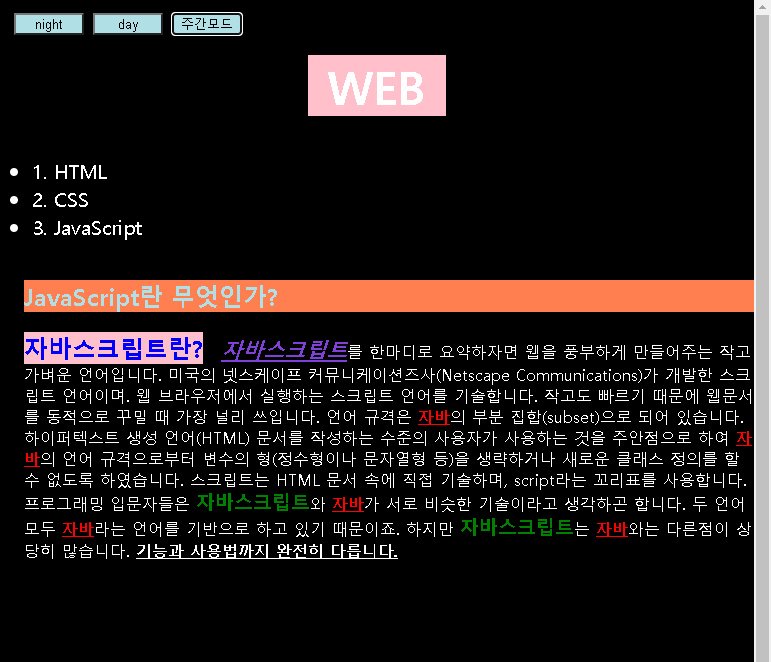 night day 주간모드
WEB
1. HTML
2. CSS
3. JavaScript
JavaScript란 무엇인가?
자바스크립트란? 자바스크립트를 한마디로 요약하자면 웹을 풍부하게 만들어주는 작고
가벼운 언어입니다. 미국의 넷스케이프 커뮤니케이션즈사(Netscape Communications)가 개발한 스크
립트 언어이며. 웹 브라우저에서 실행하는 스크립트 언어를 기술합니다. 작고도 빠르기 때문에 웹문서
를 동적으로 꾸밀 때 가장 널리 쓰입니다. 언어 규격은 자바의 부분 집합(subset)으로 되어 있습니다.
하이퍼텍스트 생성 언어(HTML) 문서를 작성하는 수준의 사용자가 사용하는 것을 주안점으로 하여 자
바의 언어 규격으로부터 변수의 형(정수형이나 문자열형 등)을 생략하거나 새로운 클래스 정의를 할
수 없도록 하였습니다. 스크립트는 HTML 문서 속에 직접 기술하며, script라는 꼬리표를 사용합니다.
프로그래밍 입문자들은 자바스크립트와 자바가 서로 비슷한 기술이라고 생각하곤 합니다. 두 언어
모두 자바라는 언어를 기반으로 하고 있기 때문이죠. 하지만 자바스크립트는 자바와는 다른점이 상
당히 많습니다. 기능과 사용법까지 완전히 다릅니다.